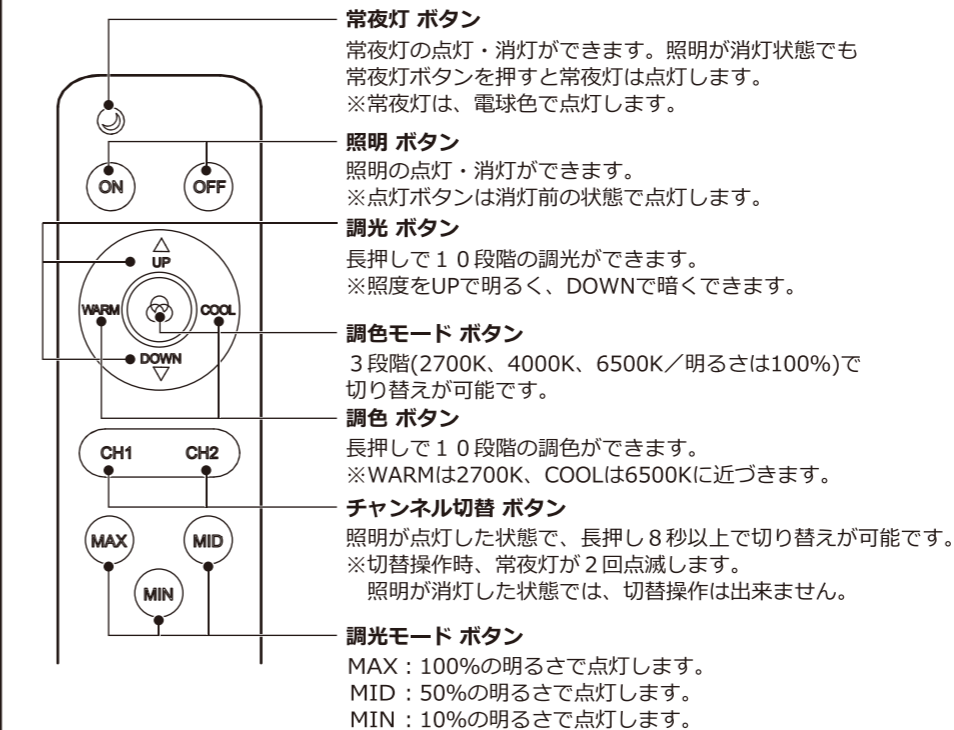 常夜灯 ボタン
常夜灯の点灯・消灯ができます。照明が消灯状態でも
常夜灯ボタンを押すと常夜灯は点灯します。
※常夜灯は、電球色で点灯します。
照明 ボタン
照明の点灯・消灯ができます。
※点灯ボタンは消灯前の状態で点灯します。
調光 ボタン
長押しで１０段階の調光ができます。
※照度をUPで明るく、DOWNで暗くできます。
調色モード ボタン
３段階(2700K、4000K、6500K／明るさは100%)で
切り替えが可能です。
調色 ボタン
長押しで１０段階の調色ができます。
※WARMは2700K、COOLは6500Kに近づきます。
チャンネル切替 ボタン
照明が点灯した状態で、長押し８秒以上で切り替えが可能です。
※切替操作時、常夜灯が２回点滅します。
照明が消灯した状態では、切替操作は出来ません。
調光モード ボタン
MAX：100%の明るさで点灯します。
MID：50%の明るさで点灯します。
MIN：10%の明るさで点灯します。
ON OFF
UP
WARM COOL
DOWN
CH1 CH2
MAX MID
MIN